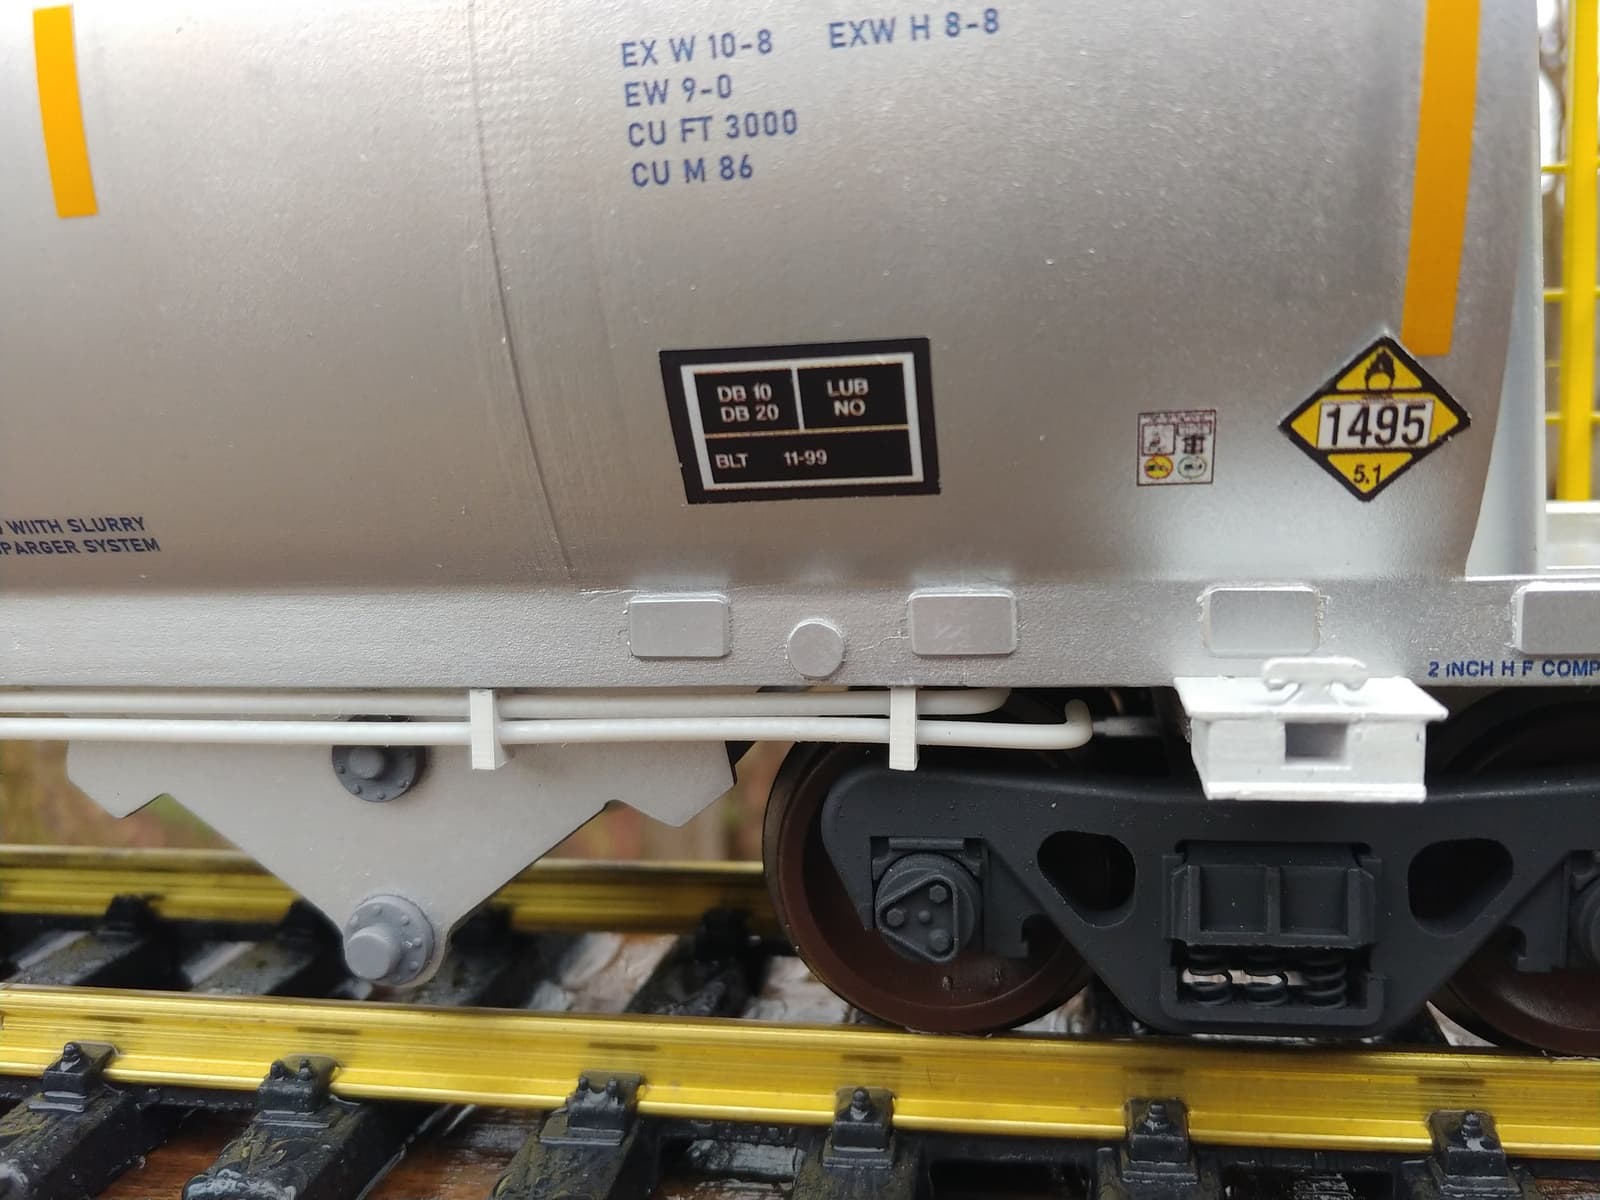 EX W 10-8 EXW H 8-8
EW 9-0
CU FT 3000
CU M 86
DB 10
DB 20
LUB
NO
BLT 11-99
1495
5.1
WIITH SLURRY
PARGER SYSTEM
2 INCH H F COMP